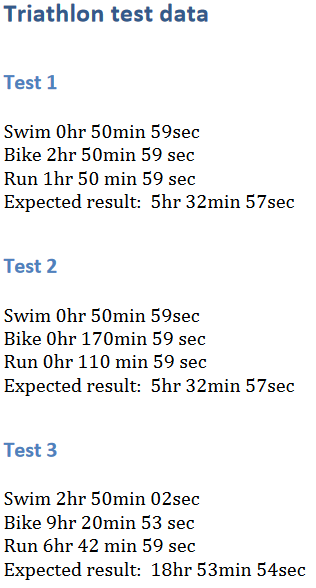 Triathlon test data
Test 1
Swim 0hr 50min 59sec
Bike 2hr 50min 59 sec
Run 1hr 50 min 59 sec
Expected result:  5hr 32min 57sec
Test 2
Swim 0hr 50min 59sec
Bike 0hr 170min 59 sec
Run 0hr 110 min 59 sec
Expected result:  5hr 32min 57sec
Test 3
Swim 2hr 50min 02sec
Bike 9hr 20min 53 sec
Run 6hr 42 min 59 sec
Expected result:  18hr 53min 54sec